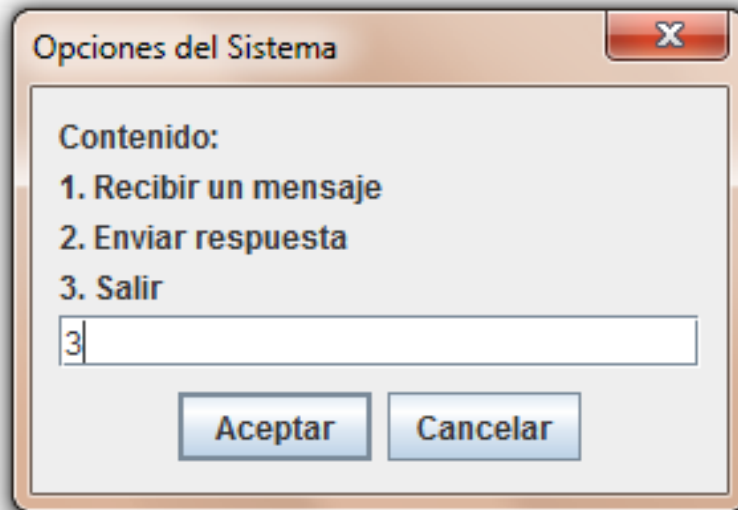 Opciones del Sistema
Contenido:
1. Recibir un mensaje
2. Enviar respuesta
3. Salir
3
Aceptar Cancelar